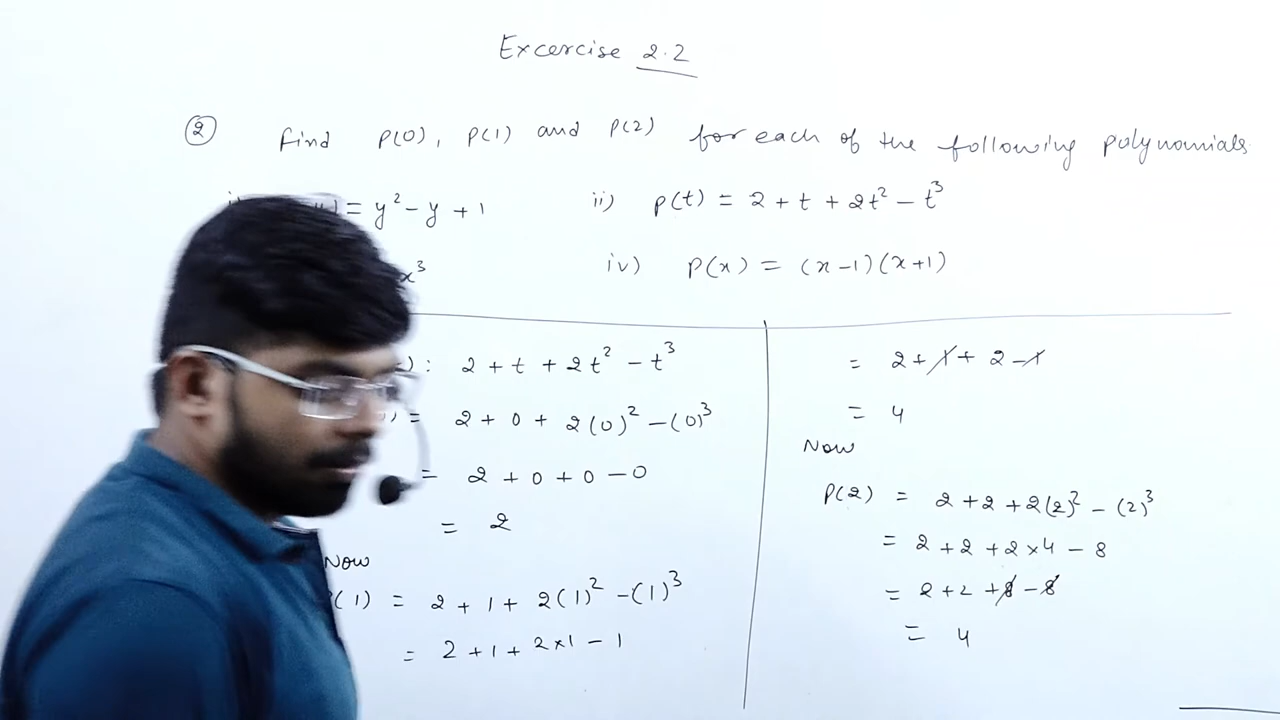 Excercise 2.2
② Find P(0), P(1) and P(2) for each of the following polynomials.
= y² - y + 1
ii) P(t) = 2 + t + 2t² - t³
x³
iv) P(x) = (x-1)(x+1)
: 2 + t + 2t² - t³
= 2 + 0 + 2(0)² - (0)³
= 2 + 0 + 0 - 0
= 2
Now
(1) = 2 + 1 + 2(1)² - (1)³
= 2 + 1 + 2×1 - 1
= 2 + 1 + 2 - 1
= 4
Now
P(2) = 2 + 2 + 2(2)² - (2)³
= 2 + 2 + 2×4 - 8
= 2 + 2 + 8 - 8
= 4